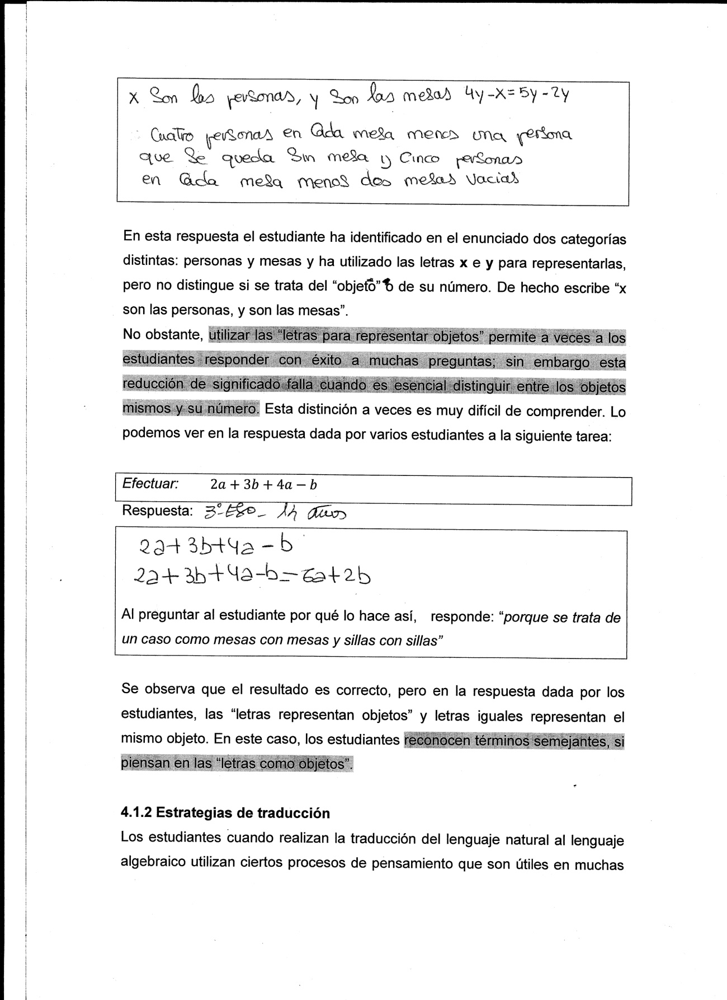 x Son las personas, y son las mesas 4y-x=5y-2y
Cuatro personas en Cada mesa menos una persona
que Se queda Sin mesa y Cinco personas
en Cada mesa menos dos mesas vacias
En esta respuesta el estudiante ha identificado en el enunciado dos categorías
distintas: personas y mesas y ha utilizado las letras x e y para representarlas,
pero no distingue si se trata del “objeto” o de su número. De hecho escribe “x
son las personas, y son las mesas”.
No obstante, utilizar las “letras para representar objetos” permite a veces a los
estudiantes responder con éxito a muchas preguntas; sin embargo esta
reducción de significado falla cuando es esencial distinguir entre los objetos
mismos y su número. Esta distinción a veces es muy difícil de comprender. Lo
podemos ver en la respuesta dada por varios estudiantes a la siguiente tarea:
Efectuar: 2a + 3b + 4a − b
Respuesta: 3º ESO - 14 años
2a+3b+4a-b
2a+3b+4a-b=6a+2b
Al preguntar al estudiante por qué lo hace así, responde: “porque se trata de
un caso como mesas con mesas y sillas con sillas”
Se observa que el resultado es correcto, pero en la respuesta dada por los
estudiantes, las “letras representan objetos” y letras iguales representan el
mismo objeto. En este caso, los estudiantes reconocen términos semejantes, si
piensan en las “letras como objetos”.
4.1.2 Estrategias de traducción
Los estudiantes cuando realizan la traducción del lenguaje natural al lenguaje
algebraico utilizan ciertos procesos de pensamiento que son útiles en muchas